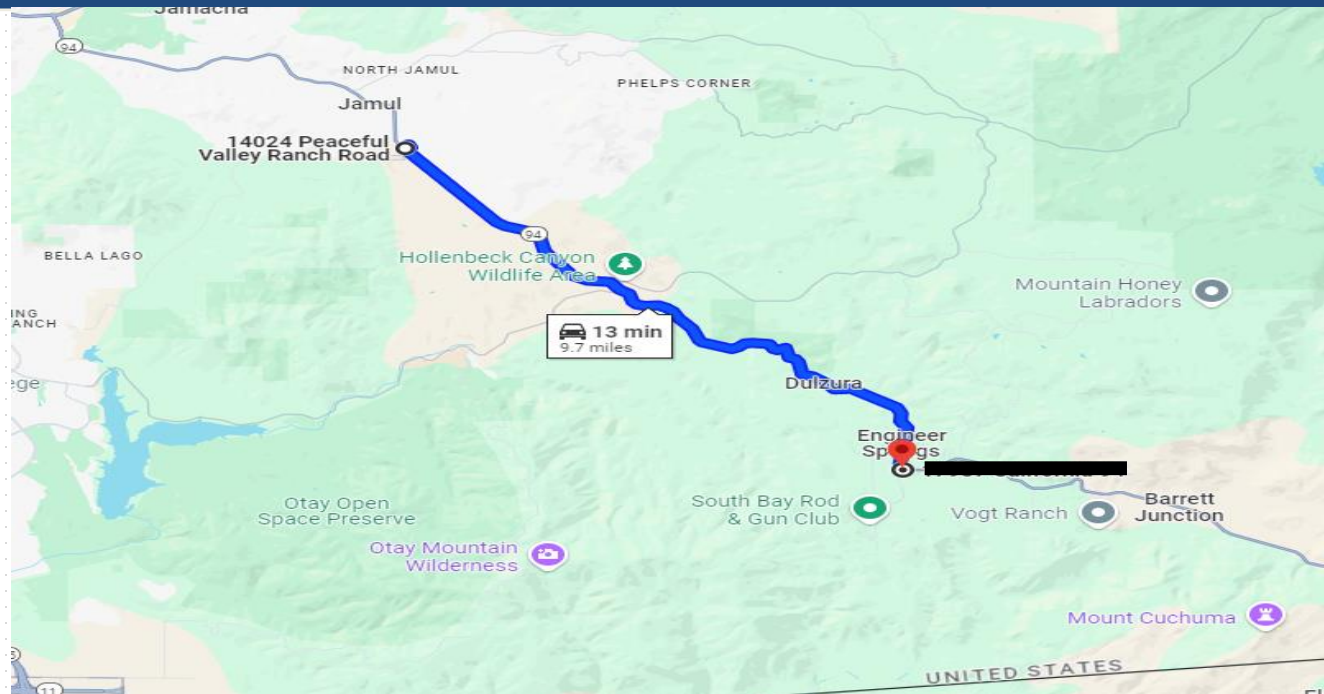 Jamacha
94
NORTH JAMUL
PHELPS CORNER
Jamul
14024 Peaceful
Valley Ranch Road
94
BELLA LAGO
Hollenbeck Canyon
Wildlife Area
Mountain Honey
Labradors
13 min
9.7 miles
Dulzura
Engineer
Springs
South Bay Rod
& Gun Club
Vogt Ranch
Barrett
Junction
Otay Open
Space Preserve
Otay Mountain
Wilderness
Mount Cuchuma
UNITED STATES
11